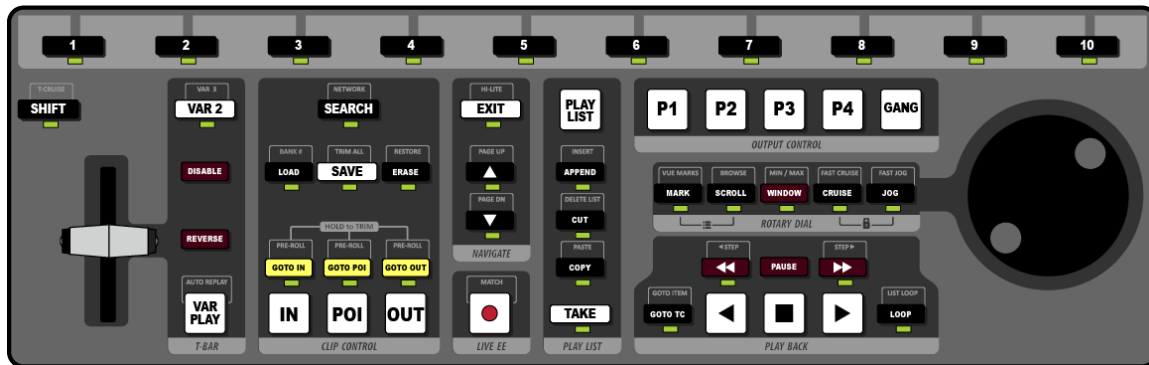 1 2 3 4 5 6 7 8 9 10
T-CRUISE
SHIFT
VAR 3
VAR 2
DISABLE
REVERSE
AUTO REPLAY
VAR
PLAY
T-BAR
NETWORK
SEARCH
BANK # TRIM ALL RESTORE
LOAD SAVE ERASE
HOLD to TRIM
PRE-ROLL PRE-ROLL PRE-ROLL
GOTO IN GOTO POI GOTO OUT
IN POI OUT
CLIP CONTROL
HI-LITE
EXIT
PAGE UP
PAGE DN
NAVIGATE
MATCH
LIVE EE
PLAY
LIST
INSERT
APPEND
DELETE LIST
CUT
PASTE
COPY
TAKE
PLAY LIST
P1 P2 P3 P4 GANG
OUTPUT CONTROL
VUE MARKS BROWSE MIN / MAX FAST CRUISE FAST JOG
MARK SCROLL WINDOW CRUISE JOG
ROTARY DIAL
◀STEP STEP▶
PAUSE
GOTO ITEM LIST LOOP
GOTO TC LOOP
PLAY BACK